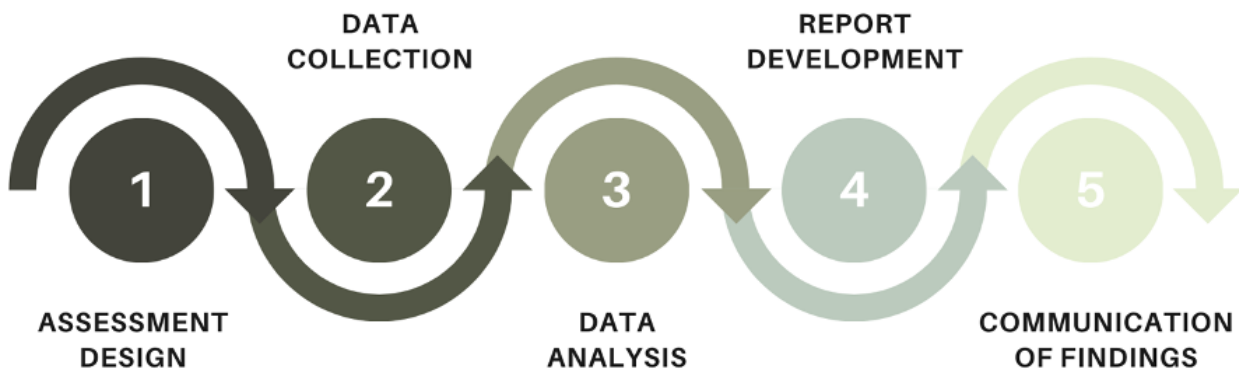 1
ASSESSMENT
DESIGN
DATA
COLLECTION
2
3
DATA
ANALYSIS
REPORT
DEVELOPMENT
4
5
COMMUNICATION
OF FINDINGS